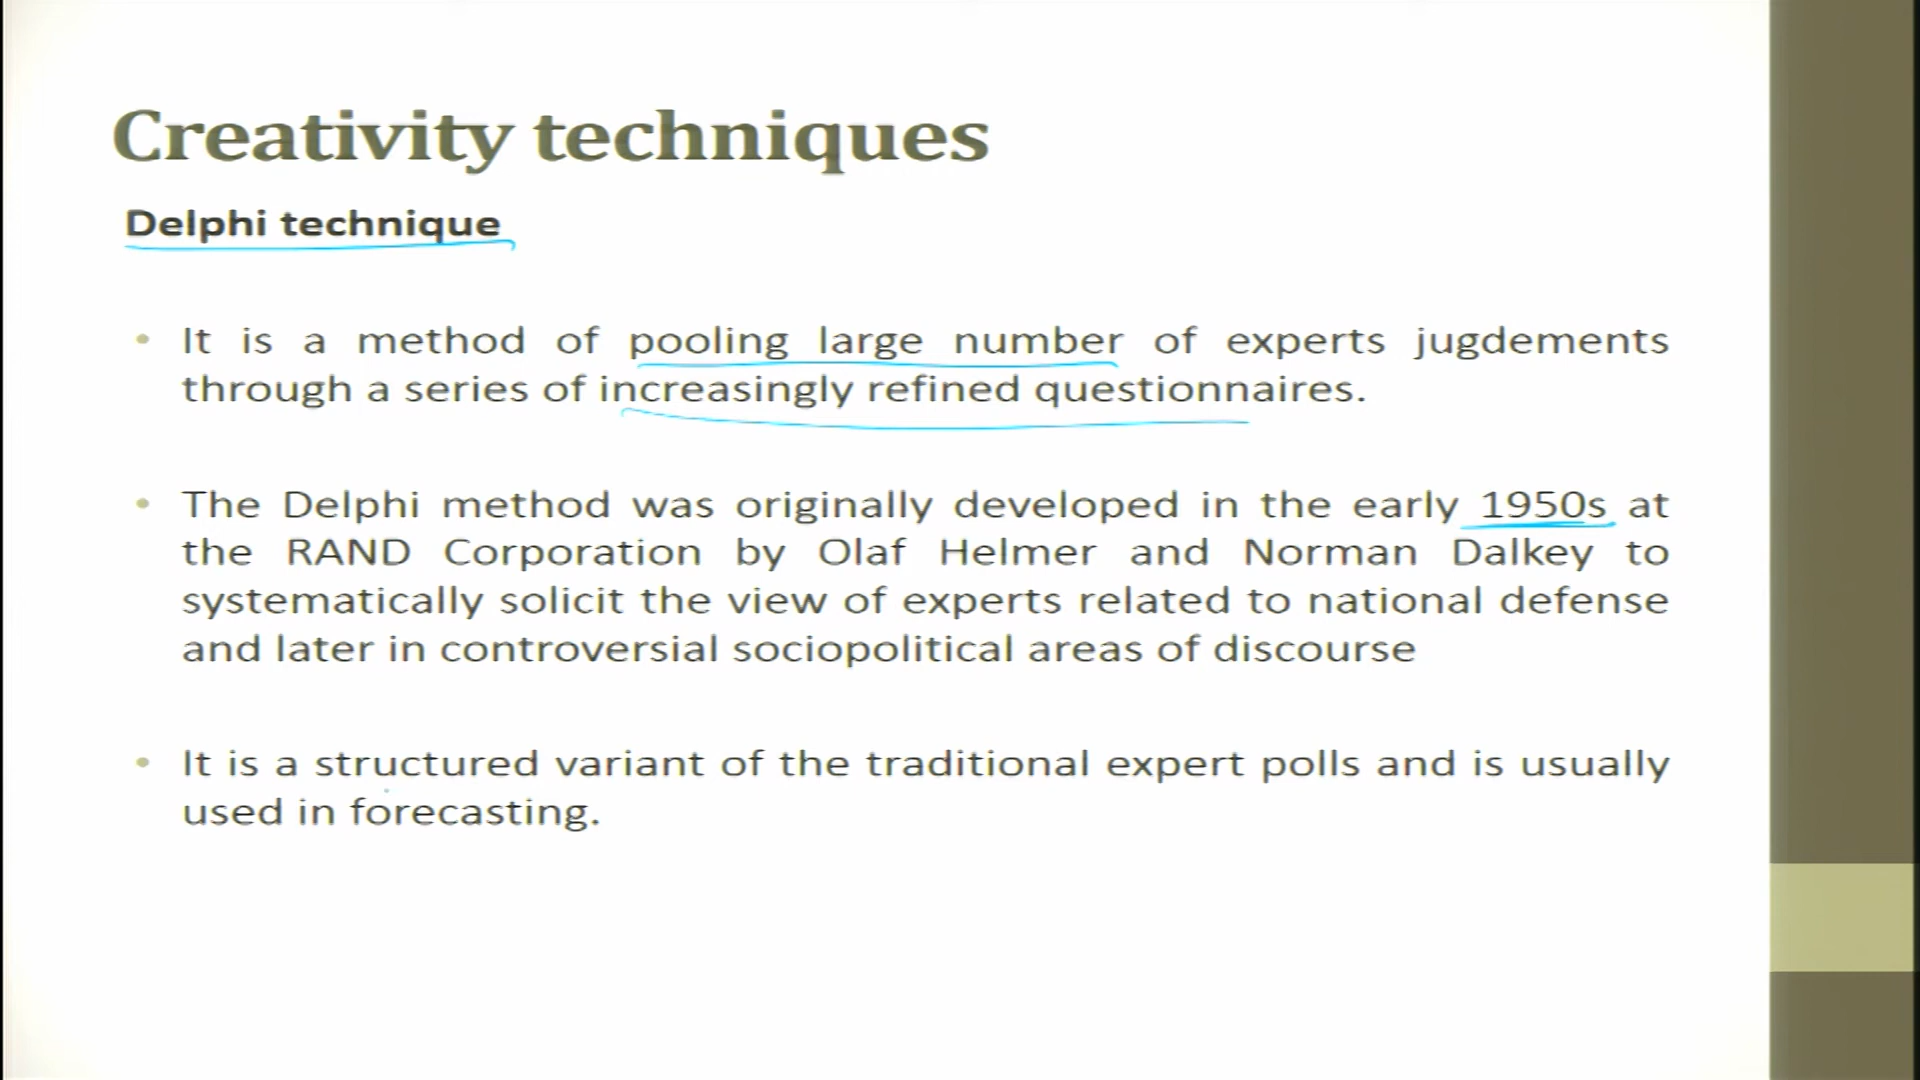 Creativity techniques
Delphi technique
• It is a method of pooling large number of experts jugdements
through a series of increasingly refined questionnaires.
• The Delphi method was originally developed in the early 1950s at
the RAND Corporation by Olaf Helmer and Norman Dalkey to
systematically solicit the view of experts related to national defense
and later in controversial sociopolitical areas of discourse
• It is a structured variant of the traditional expert polls and is usually
used in forecasting.